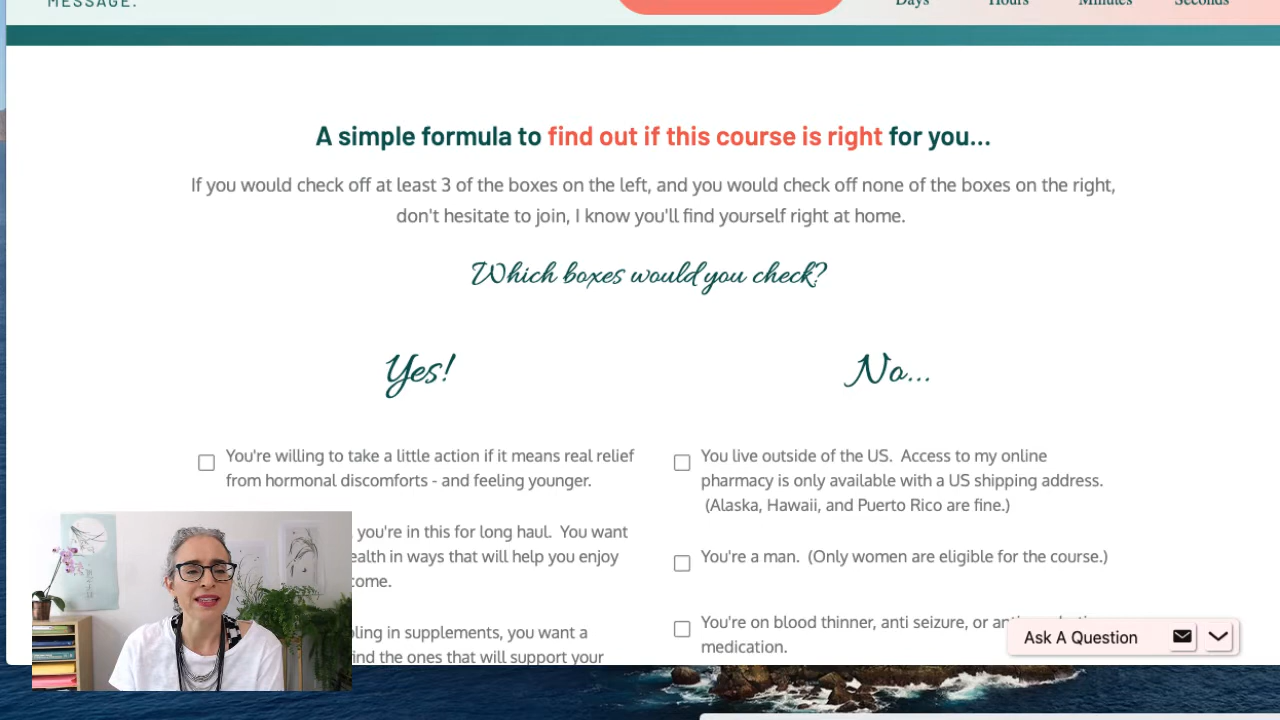 MESSAGE.
Days Hours Minutes Seconds
A simple formula to find out if this course is right for you...
If you would check off at least 3 of the boxes on the left, and you would check off none of the boxes on the right,
don't hesitate to join, I know you'll find yourself right at home.
Which boxes would you check?
Yes!
You're willing to take a little action if it means real relief
from hormonal discomforts - and feeling younger.
you're in this for long haul. You want
ealth in ways that will help you enjoy
come.
oling in supplements, you want a
find the ones that will support your
No...
You live outside of the US. Access to my online
pharmacy is only available with a US shipping address.
(Alaska, Hawaii, and Puerto Rico are fine.)
You're a man. (Only women are eligible for the course.)
You're on blood thinner, anti seizure, or
medication.
Ask A Question